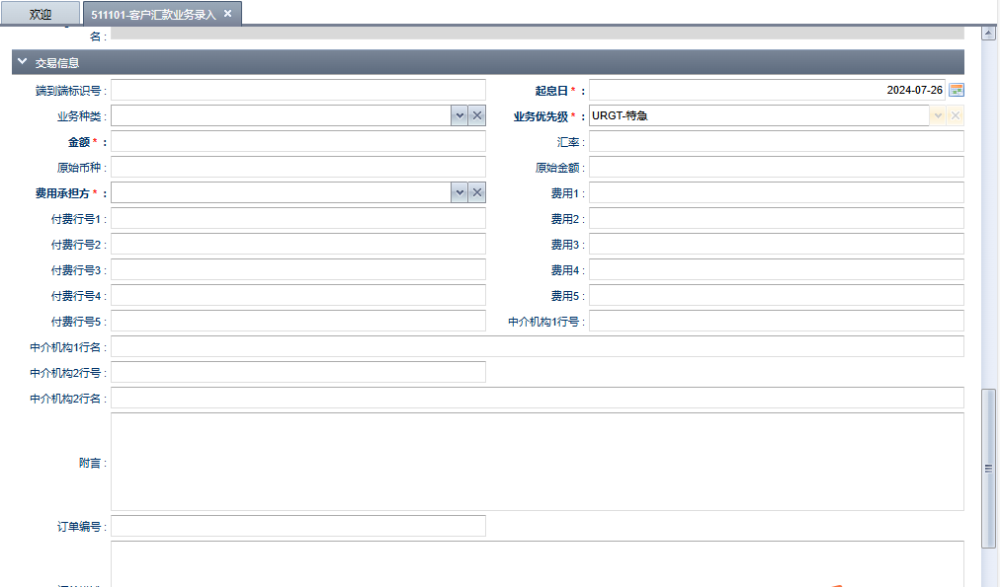 欢迎 511101-客户汇款业务录入 ×
名 :
交易信息
端到端标识号 : 起息日 * : 2024-07-26
业务种类 : 业务优先级 * : URGT-特急
金额 * : 汇率 :
原始币种 : 原始金额 :
费用承担方 * : 费用1 :
付费行号1 : 费用2 :
付费行号2 : 费用3 :
付费行号3 : 费用4 :
付费行号4 : 费用5 :
付费行号5 : 中介机构1行号 :
中介机构1行名 :
中介机构2行号 :
中介机构2行名 :
附言 :
订单编号 :